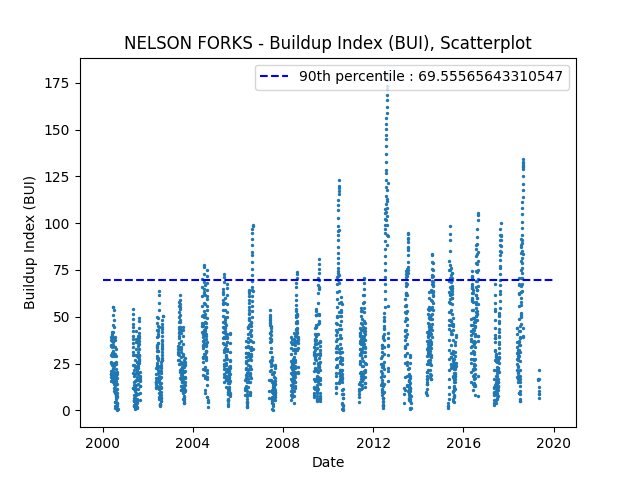 NELSON FORKS - Buildup Index (BUI), Scatterplot
90th percentile : 69.55565643310547
175
150
125
100
75
50
25
0
Buildup Index (BUI)
2000 2004 2008 2012 2016 2020
Date